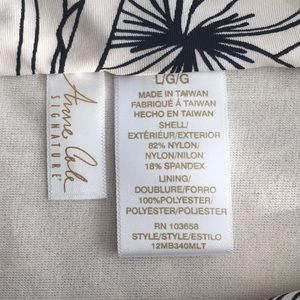 Anne Cole
SIGNATURE
L/G/G
MADE IN TAIWAN
FABRIQUÉ À TAIWAN
HECHO EN TAIWAN
SHELL/
EXTÉRIEUR/EXTERIOR
82% NYLON/
NYLON/NILON
18% SPANDEX
LINING/
DOUBLURE/FORRO
100%POLYESTER/
POLYESTER/POLIESTER
RN 103658
STYLE/STYLE/ESTILO
12MB340MLT